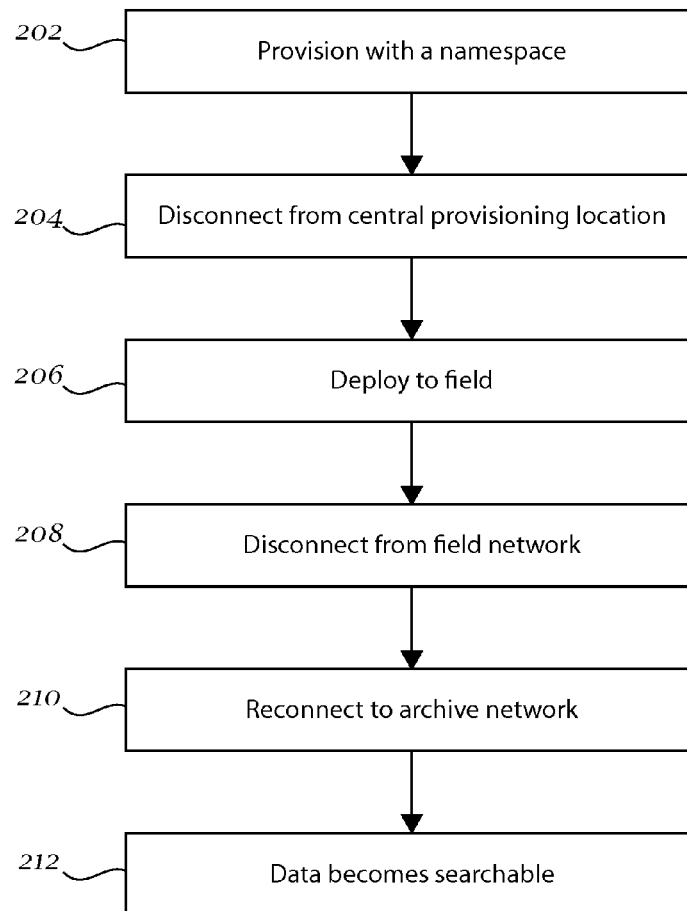 202
Provision with a namespace
204
Disconnect from central provisioning location
206
Deploy to field
208
Disconnect from field network
210
Reconnect to archive network
212
Data becomes searchable